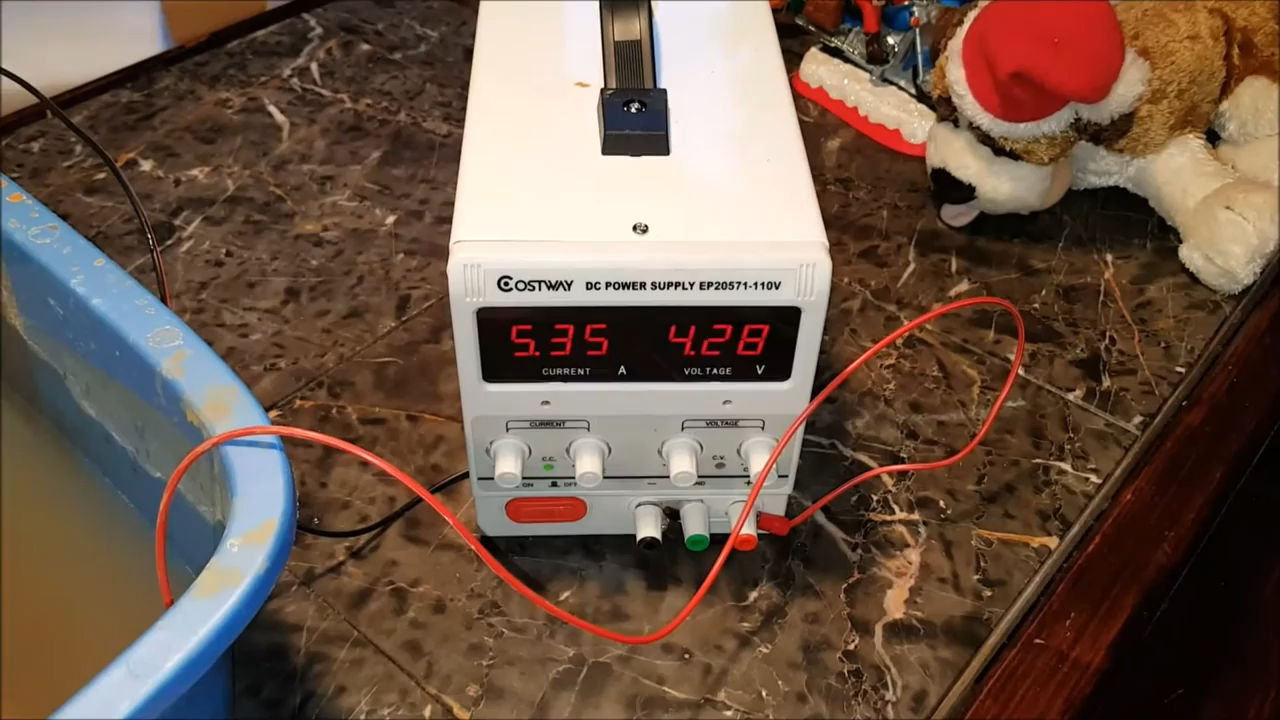 COSTWAY DC POWER SUPPLY EP20571-110V
5.35 4.28
CURRENT A VOLTAGE V
CURRENT VOLTAGE
C.C. C.V.
ON OFF − +